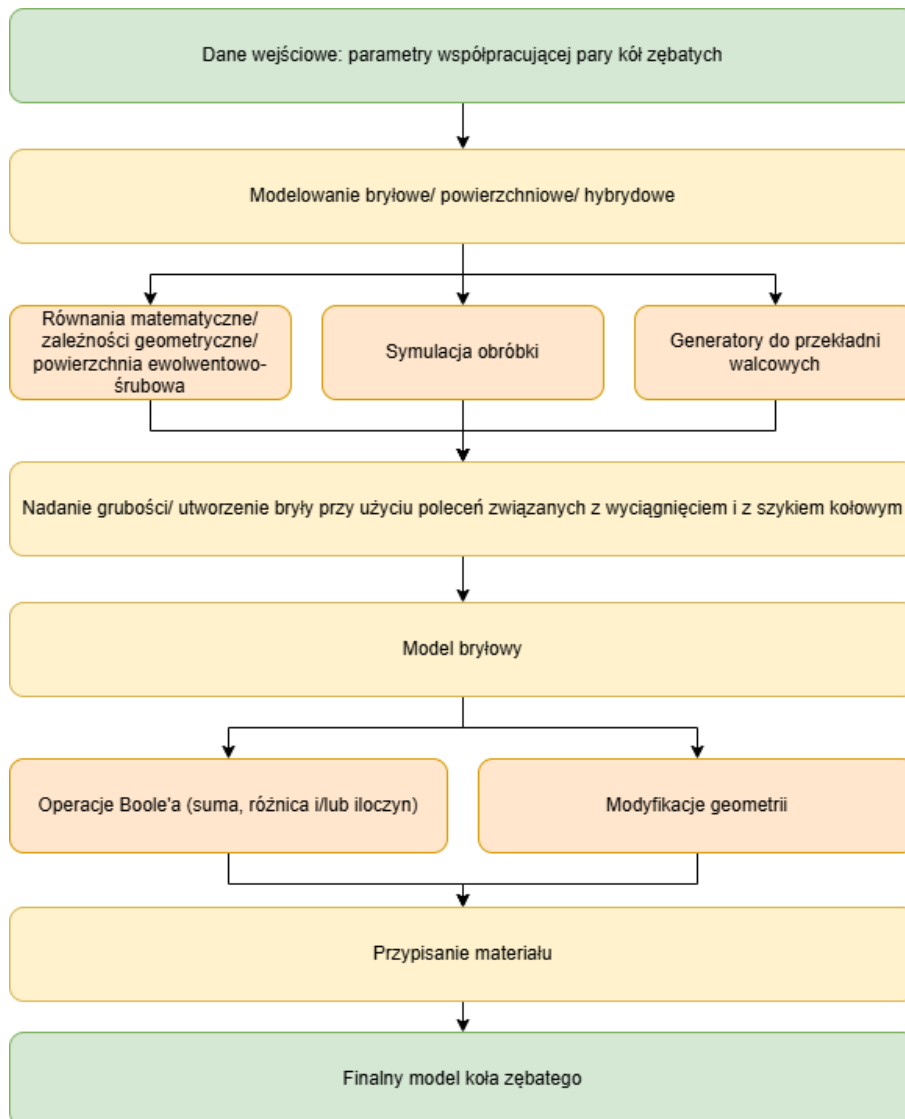 Dane wejściowe: parametry współpracującej pary kół zębatych
Modelowanie bryłowe/ powierzchniowe/ hybrydowe
Równania matematyczne/
zależności geometryczne/
powierzchnia ewolwentowo-
śrubowa
Symulacja obróbki
Generatory do przekładni
walcowych
Nadanie grubości/ utworzenie bryły przy użyciu poleceń związanych z wyciągnięciem i z szykiem kołowym
Model bryłowy
Operacje Boole'a (suma, różnica i/lub iloczyn)
Modyfikacje geometrii
Przypisanie materiału
Finalny model koła zębatego